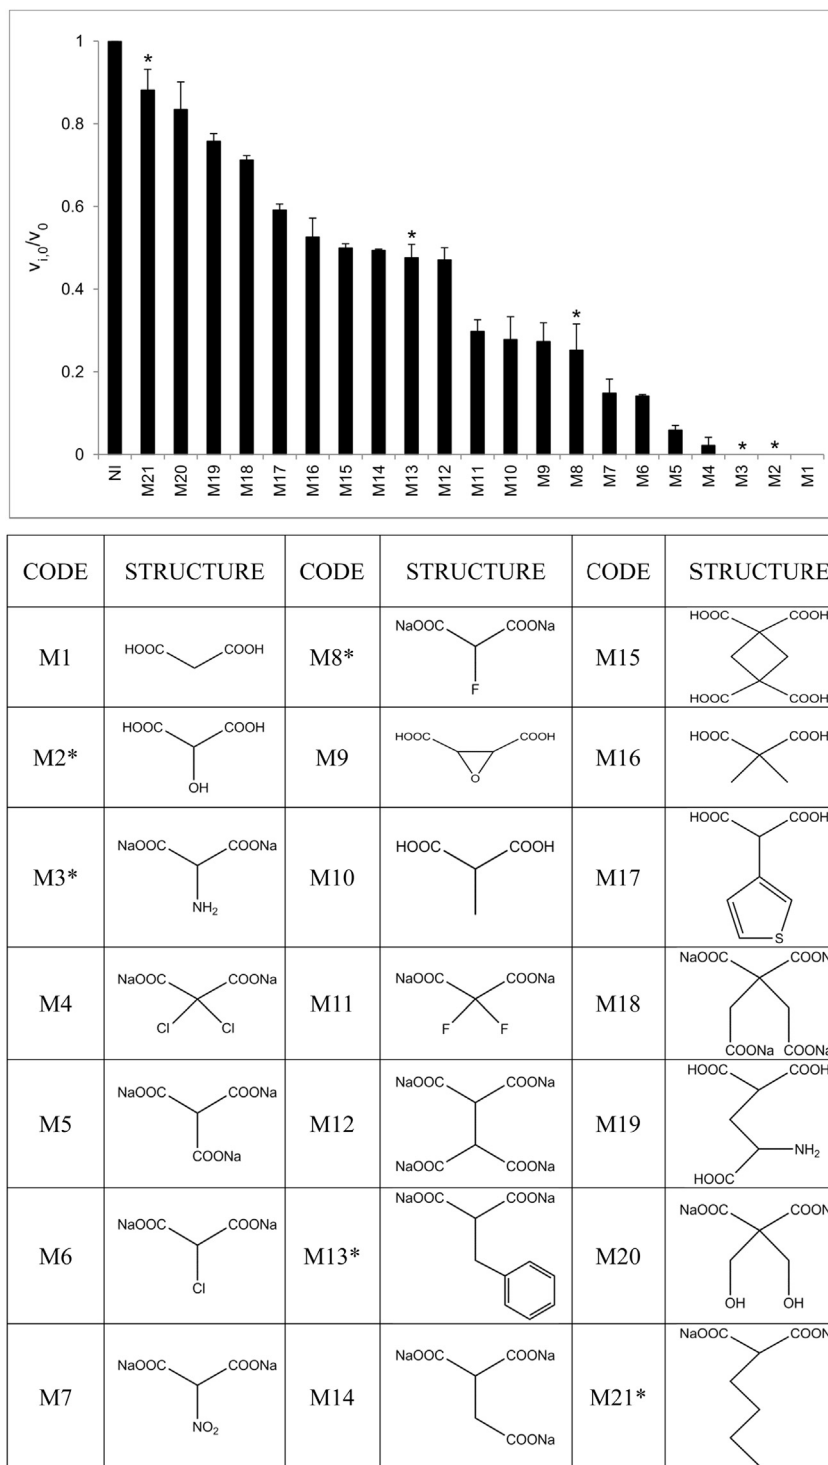 1
0.8
0.6
0.4
0.2
0
v i,0/v 0
* * * * *
NI M21 M20 M19 M18 M17 M16 M15 M14 M13 M12 M11 M10 M9 M8 M7 M6 M5 M4 M3 M2 M1
CODE STRUCTURE CODE STRUCTURE CODE STRUCTURE
M1 HOOC COOH M8* NaOOC COONa F M15 HOOC COOH HOOC COOH
M2* HOOC COOH OH M9 HOOC COOH O M16 HOOC COOH
M3* NaOOC COONa NH2 M10 HOOC COOH M17 HOOC COOH S
M4 NaOOC COONa Cl Cl M11 NaOOC COONa F F M18 NaOOC COON COONa COONa
M5 NaOOC COONa COONa M12 NaOOC COONa NaOOC COONa M19 HOOC COOH NH2 HOOC
M6 NaOOC COONa Cl M13* NaOOC COONa M20 NaOOC COON OH OH
M7 NaOOC COONa NO2 M14 NaOOC COONa COONa M21* NaOOC COON